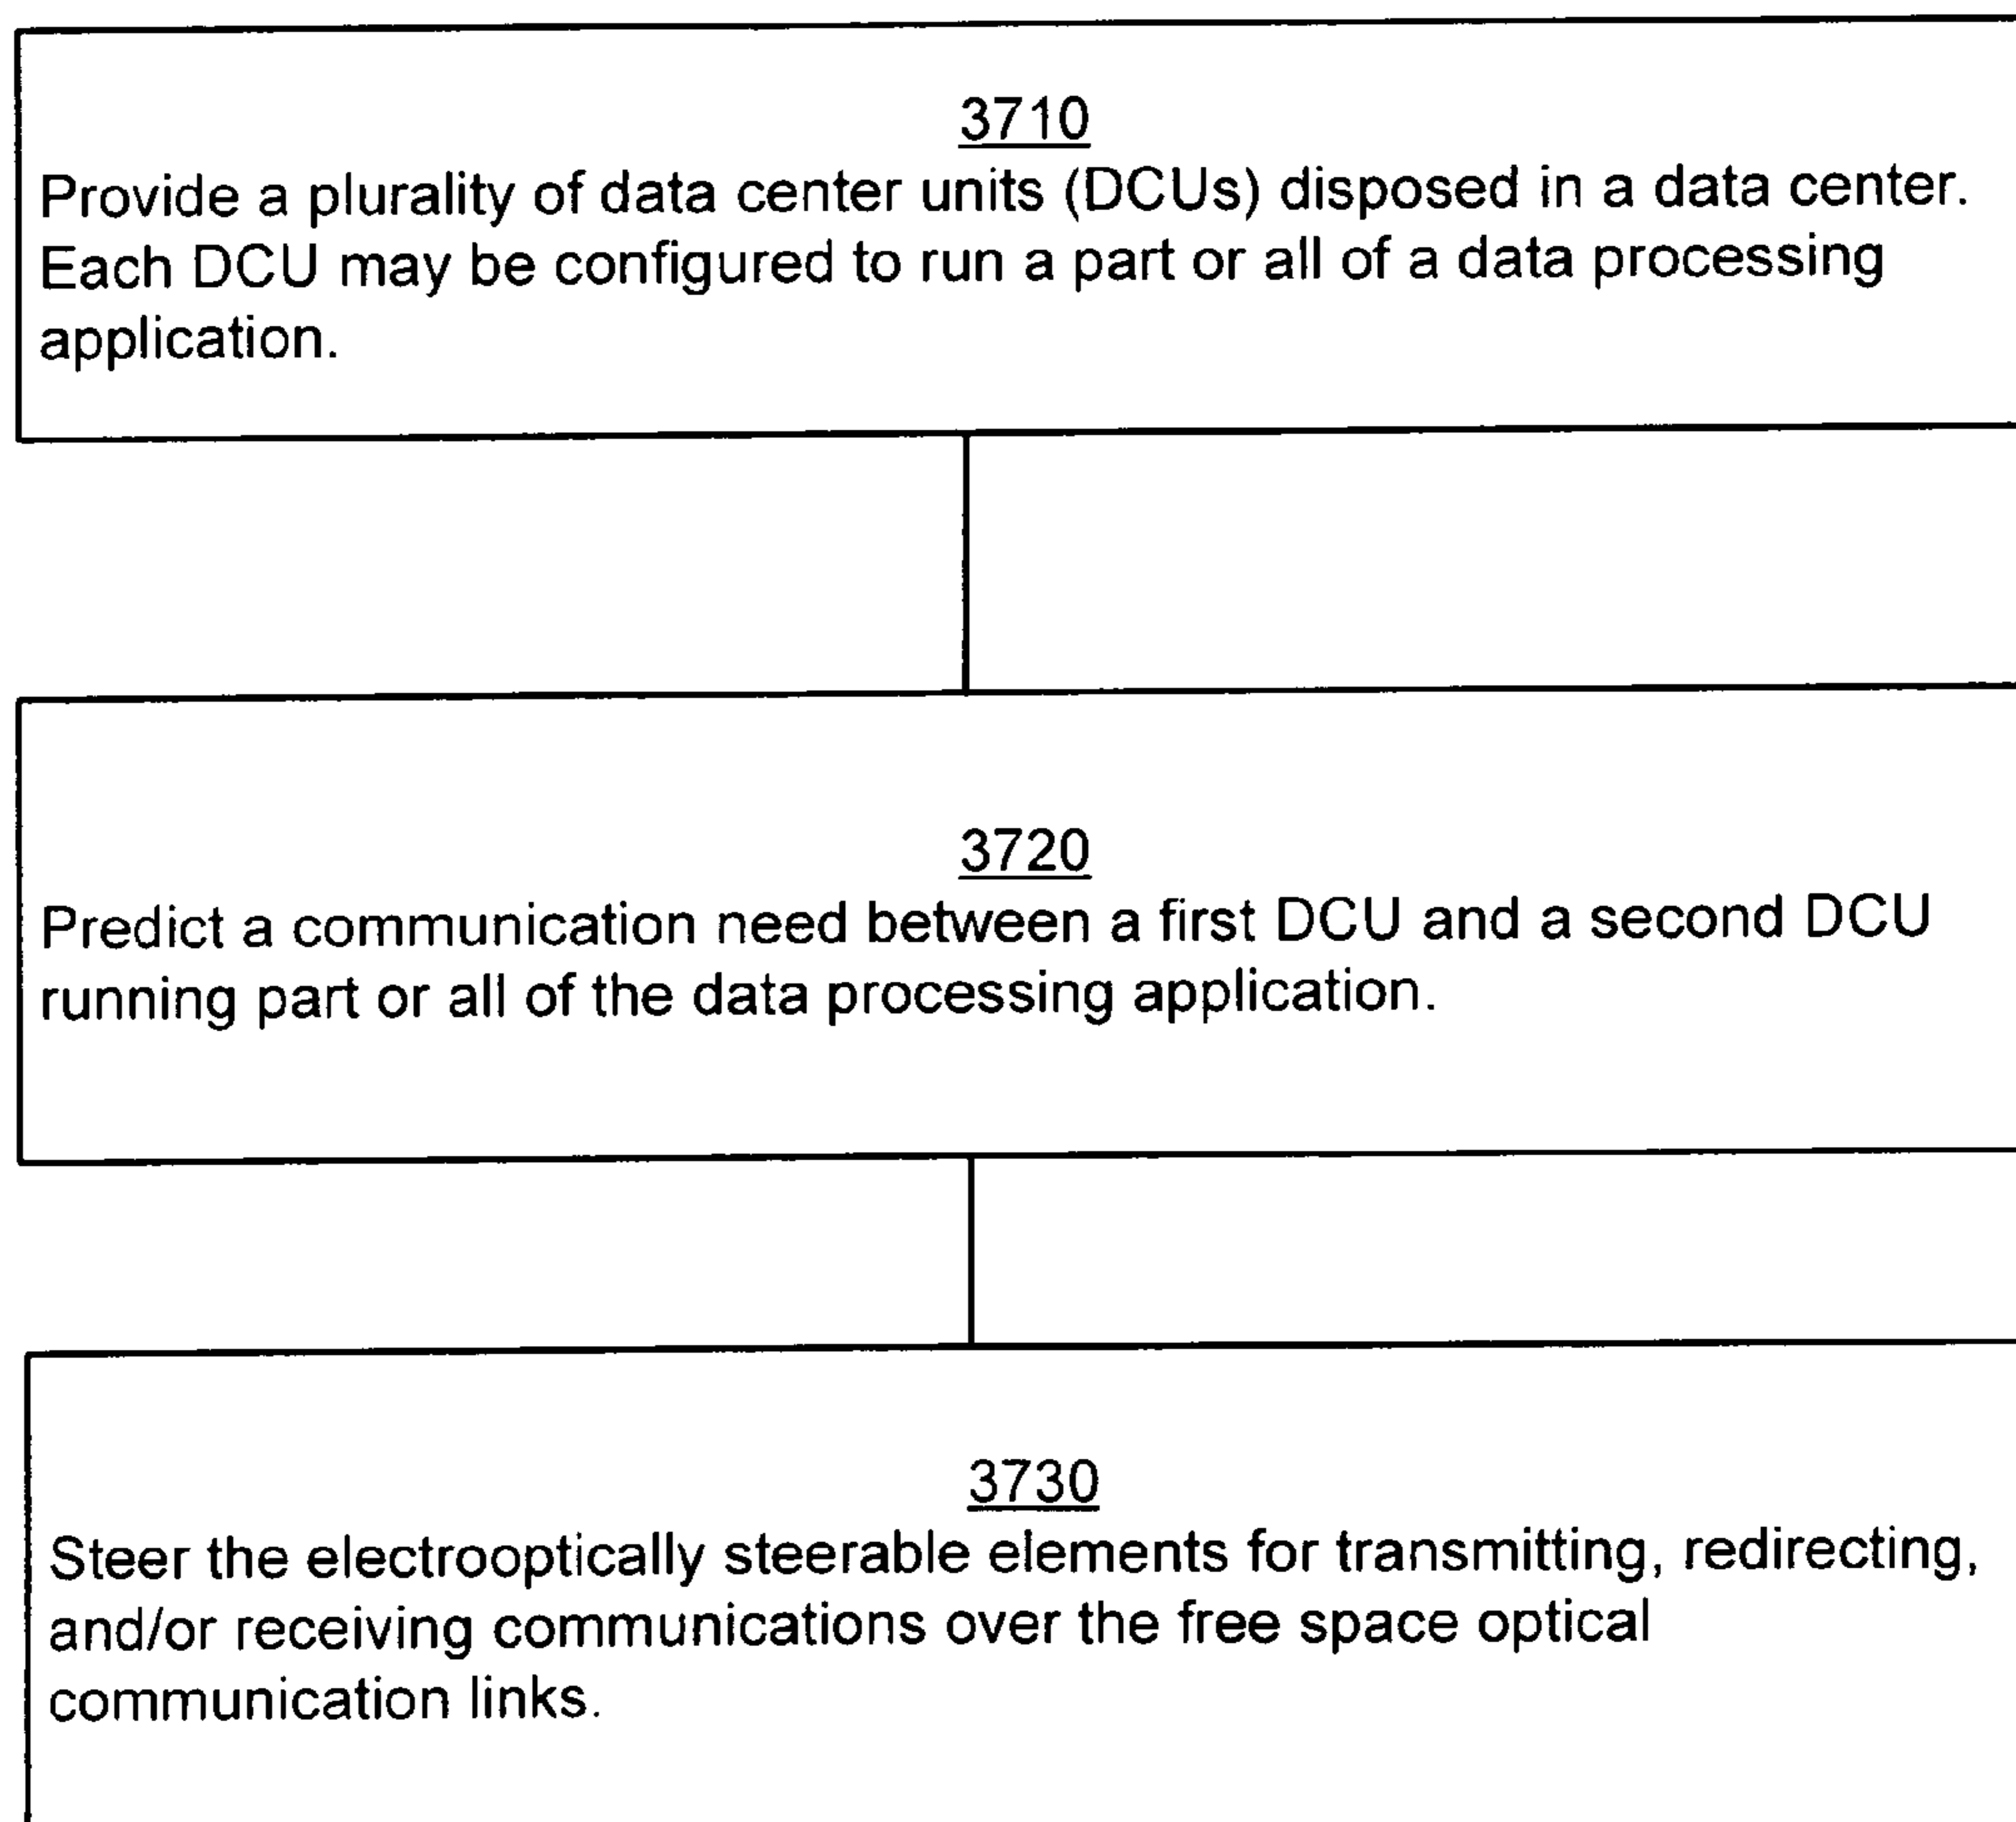 3710
Provide a plurality of data center units (DCUs) disposed in a data center.
Each DCU may be configured to run a part or all of a data processing
application.
3720
Predict a communication need between a first DCU and a second DCU
running part or all of the data processing application.
3730
Steer the electrooptically steerable elements for transmitting, redirecting,
and/or receiving communications over the free space optical
communication links.